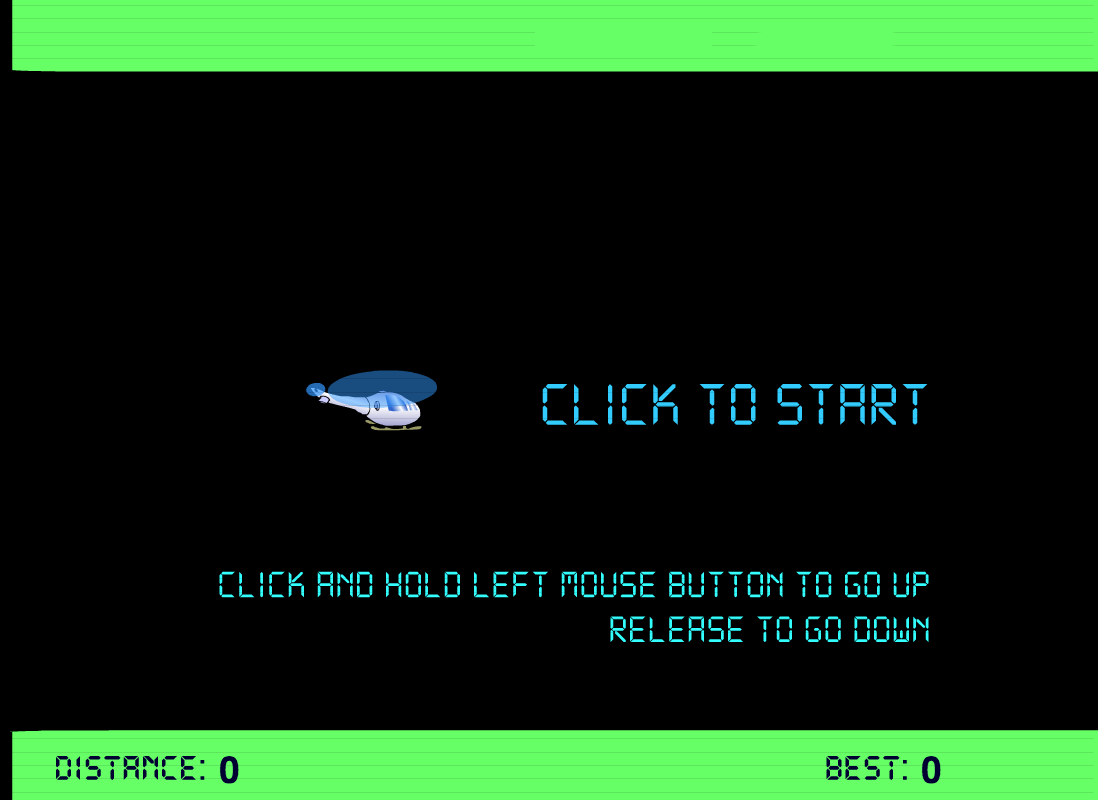 CLICK TO START
CLICK AND HOLD LEFT MOUSE BUTTON TO GO UP
RELEASE TO GO DOWN
DISTANCE: 0
BEST: 0